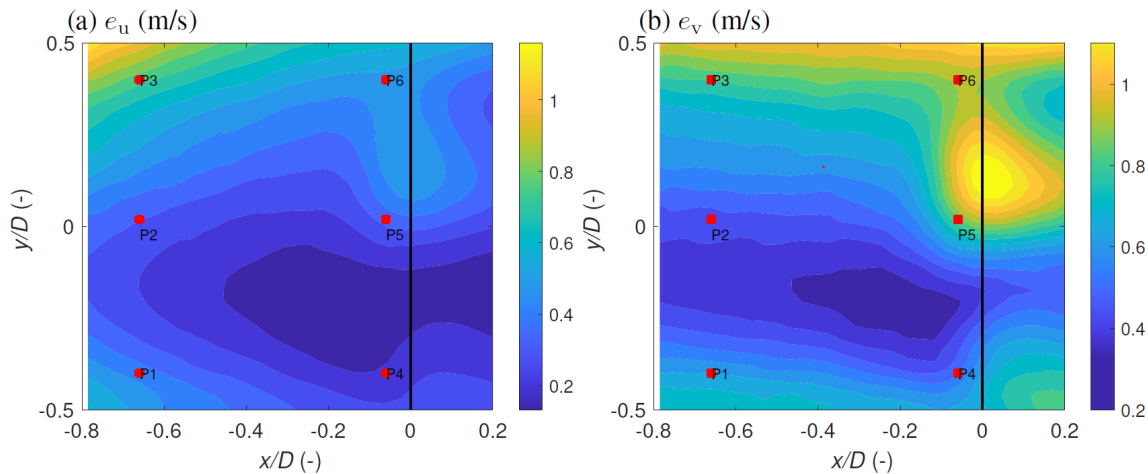 (a) e_u (m/s)
(b) e_v (m/s)
0.5
0
-0.5
y/D (-)
P3
P6
P2
P5
P1
P4
-0.8
-0.6
-0.4
-0.2
0
0.2
x/D (-)
1
0.8
0.6
0.4
0.2
0.5
0
-0.5
y/D (-)
P3
P6
P2
P5
P1
P4
-0.8
-0.6
-0.4
-0.2
0
0.2
x/D (-)
1
0.8
0.6
0.4
0.2